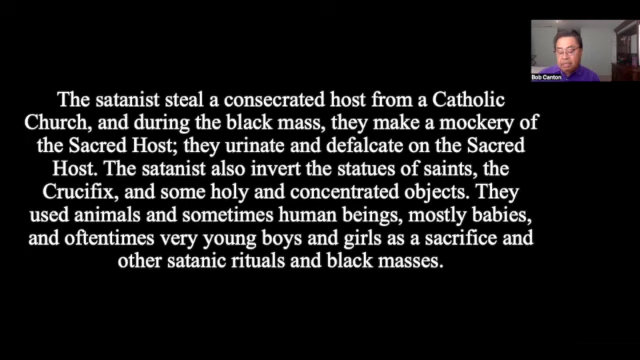 Bob Canton
The satanist steal a consecrated host from a Catholic
Church, and during the black mass, they make a mockery of
the Sacred Host; they urinate and defalcate on the Sacred
Host. The satanist also invert the statues of saints, the
Crucifix, and some holy and concentrated objects. They
used animals and sometimes human beings, mostly babies,
and oftentimes very young boys and girls as a sacrifice and
other satanic rituals and black masses.